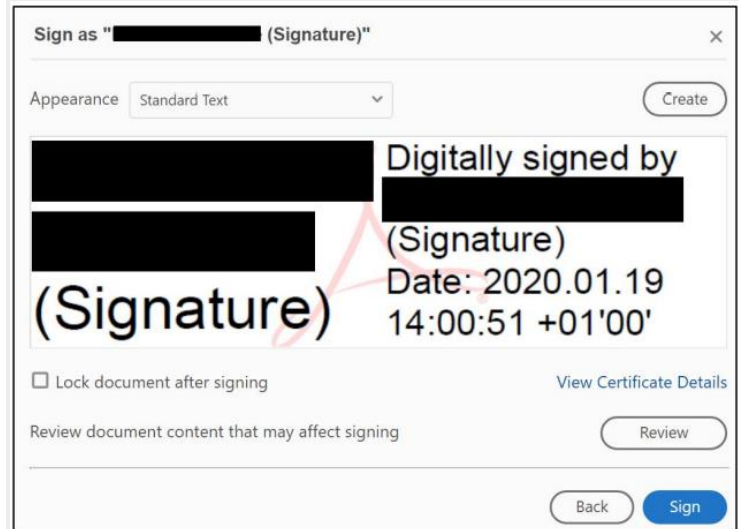 Sign as " (Signature)"
Appearance Standard Text Create
(Signature)
Digitally signed by
(Signature)
Date: 2020.01.19
14:00:51 +01'00'
Lock document after signing View Certificate Details
Review document content that may affect signing Review
Back Sign